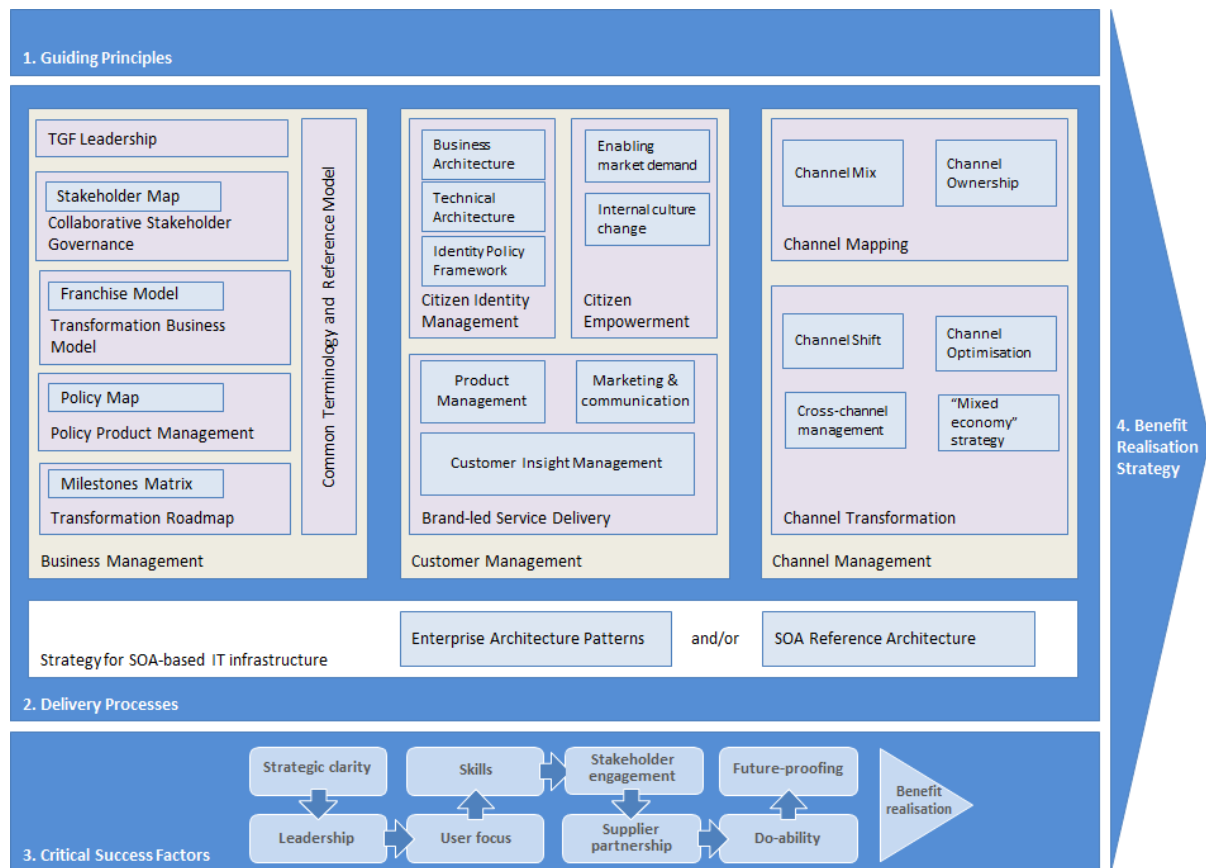 1. Guiding Principles
TGF Leadership
Stakeholder Map
Collaborative Stakeholder
Governance
Franchise Model
Transformation Business
Model
Policy Map
Policy Product Management
Milestones Matrix
Transformation Roadmap
Common Terminology and Reference Model
Business Management
Business
Architecture
Technical
Architecture
Identity Policy
Framework
Citizen Identity
Management
Enabling
market demand
Internal culture
change
Citizen
Empowerment
Product
Management
Marketing &
communication
Customer Insight Management
Brand-led Service Delivery
Customer Management
Channel Mix
Channel
Ownership
Channel Mapping
Channel Shift
Channel
Optimisation
Cross-channel
management
“Mixed
economy”
strategy
Channel Transformation
Channel Management
Strategy for SOA-based IT infrastructure
Enterprise Architecture Patterns
and/or
SOA Reference Architecture
2. Delivery Processes
Strategic clarity
Leadership
User focus
Skills
Stakeholder
engagement
Supplier
partnership
Do-ability
Future-proofing
Benefit
realisation
3. Critical Success Factors
4. Benefit
Realisation
Strategy